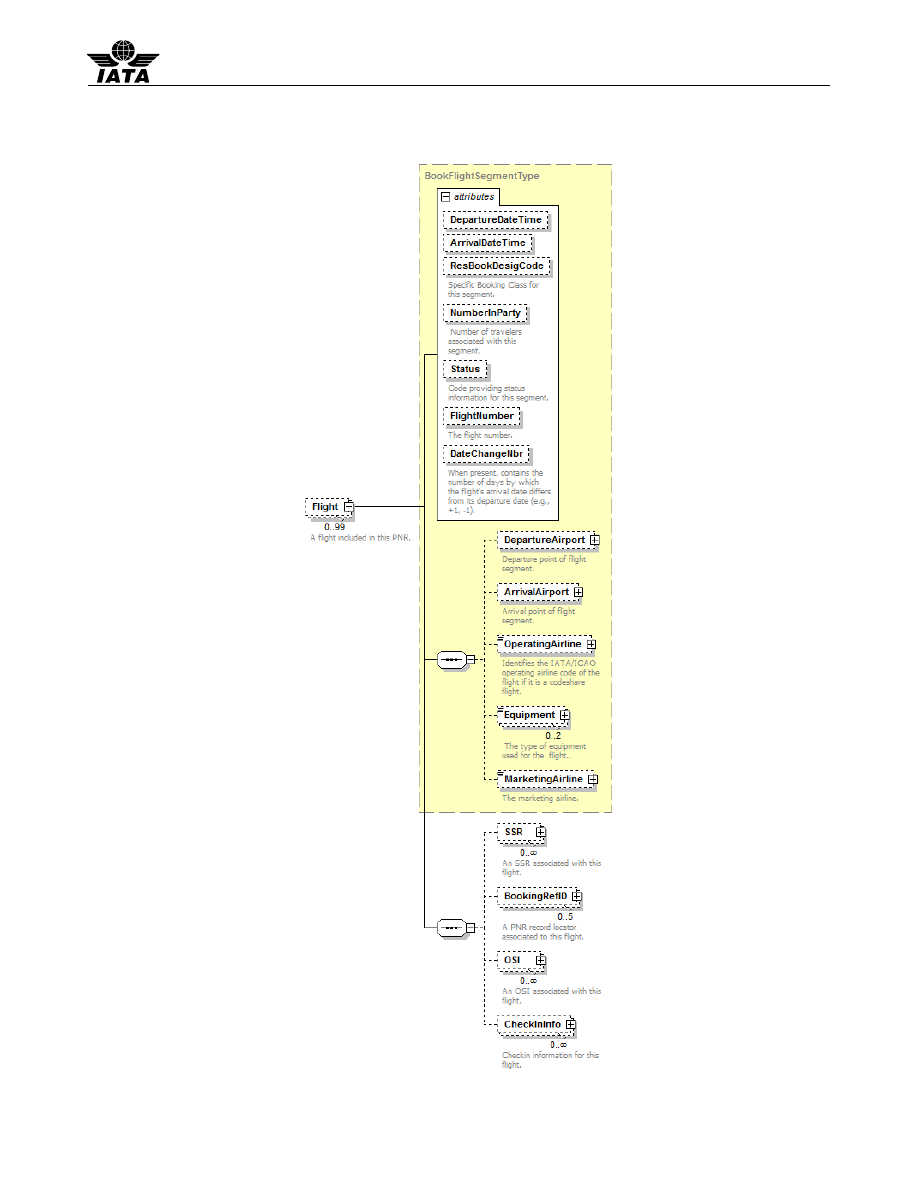 IATA
BookFlightSegmentType
attributes
DepartureDateTime
ArrivalDateTime
ResBookDesigCode
Specific Booking Class for
this segment.
NumberInParty
Number of travelers
associated with this
segment.
Status
Code providing status
information for this segment.
FlightNumber
The flight number.
DateChangeNbr
When present, contains the
number of days by which
the flight's arrival date differs
from its departure date (e.g.,
+1, -1).
Flight
0..99
A flight included in this PNR.
DepartureAirport
Departure point of flight
segment.
ArrivalAirport
Arrival point of flight
segment.
OperatingAirline
Identifies the IATA/ICAO
operating airline code of the
flight if it is a codeshare
flight.
Equipment
0..2
The type of equipment
used for the flight..
MarketingAirline
The marketing airline.
SSR
0..∞
An SSR associated with this
flight.
BookingRefID
0..5
A PNR record locator
associated to this flight.
OSI
0..∞
An OSI associated with this
flight.
CheckInInfo
0..∞
Checkin information for this
flight.